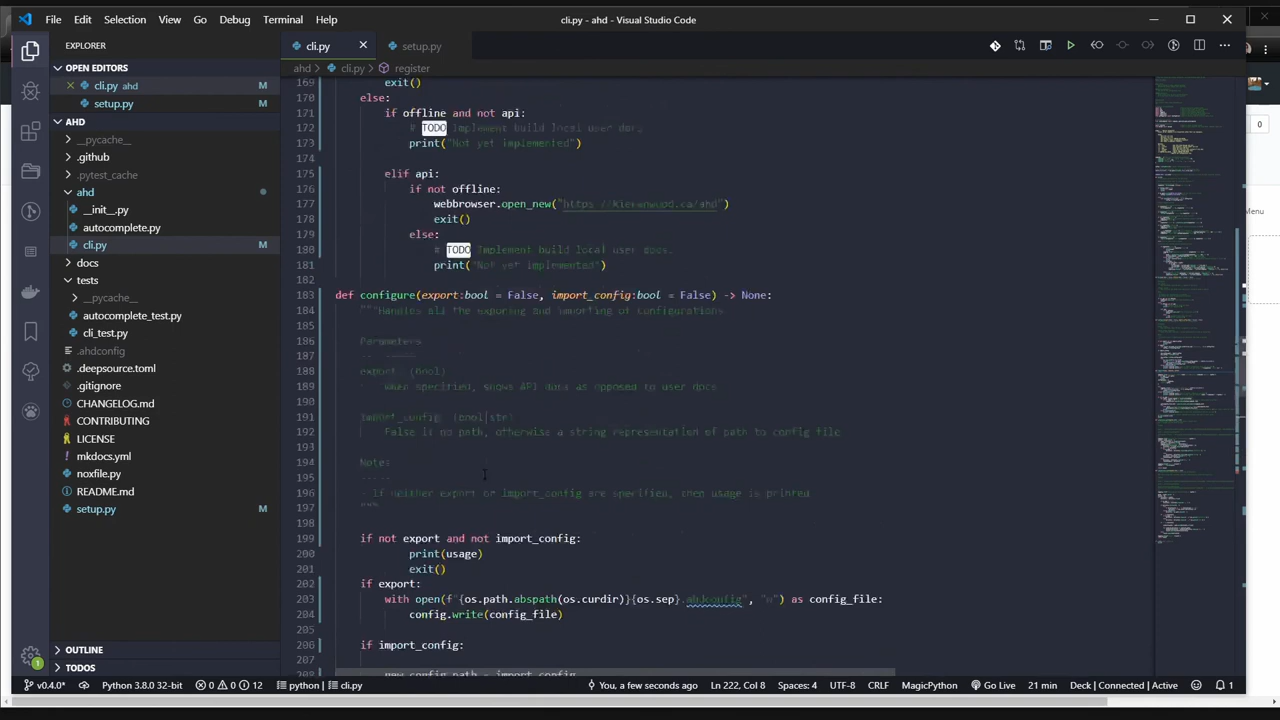 File Edit Selection View Go Debug Terminal Help
cli.py - ahd - Visual Studio Code
EXPLORER
OPEN EDITORS
cli.py ahd M
setup.py M
AHD
__pycache__
.github
.pytest_cache
ahd
__init__.py
autocomplete.py
cli.py M
docs
tests
__pycache__
autocomplete_test.py
cli_test.py
.ahdconfig
.deepsource.toml
.gitignore
CHANGELOG.md
CONTRIBUTING
LICENSE
mkdocs.yml
noxfile.py
README.md
setup.py M
OUTLINE
TODOS
cli.py
setup.py
ahd > cli.py > register
169 exit()
170 else:
171 if offline and not api:
172 # TODO build local user doc
173 print("Not yet implemented")
174
175 elif api:
176 if not offline:
177 webbrowser.open_new("https://kieranwood.ca/ahd")
178 exit()
179 else:
180 # TODO implement build local user docs.
181 print("Not yet implemented")
182
183 def configure(export:bool = False, import_config:bool = False) -> None:
184 """Handles all the exporing and importing of configurations
185
186 Parameters
187
188 export: (bool)
189 When specified, shows API docs as opposed to user docs
190
191 import_config
192 False if no path, otherwise a string representation of path to config file
193
194 Notes
195 -----
196 - If neither export or import_config are specified, then usage is printed
197 """
198
199 if not export and not import_config:
200 print(usage)
201 exit()
202 if export:
203 with open(f"{os.path.abspath(os.curdir)}{os.sep}.ahdconfig", "w") as config_file:
204 config.write(config_file)
205
206 if import_config:
207
208 new_config_path = import_config
0
Menu
v0.4.0* Python 3.8.0 32-bit 0 0 12 python | cli.py You, a few seconds ago Ln 222, Col 8 Spaces: 4 UTF-8 CRLF MagicPython Go Live 21 min Deck | Connected | Active 1